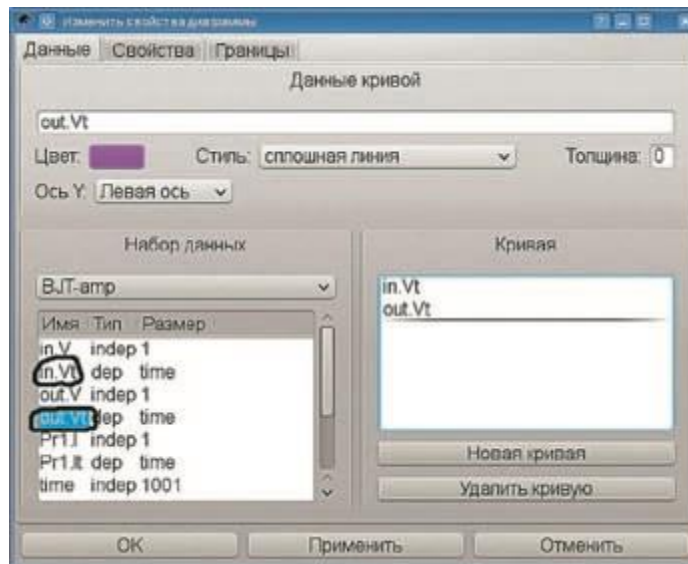 Изменить свойства диаграммы
Данные Свойства Границы
Данные кривой
out.Vt
Цвет: Стиль: сплошная линия Толщина: 0
Ось Y: Левая ось
Набор данных
Кривая
BJT-amp
Имя Тип Размер
in.V indep 1
in.Vt dep time
out.V indep 1
out.Vt dep time
Pr1.I indep 1
Pr1.It dep time
time indep 1001
in.Vt
out.Vt
Новая кривая
Удалить кривую
ОК Применить Отменить